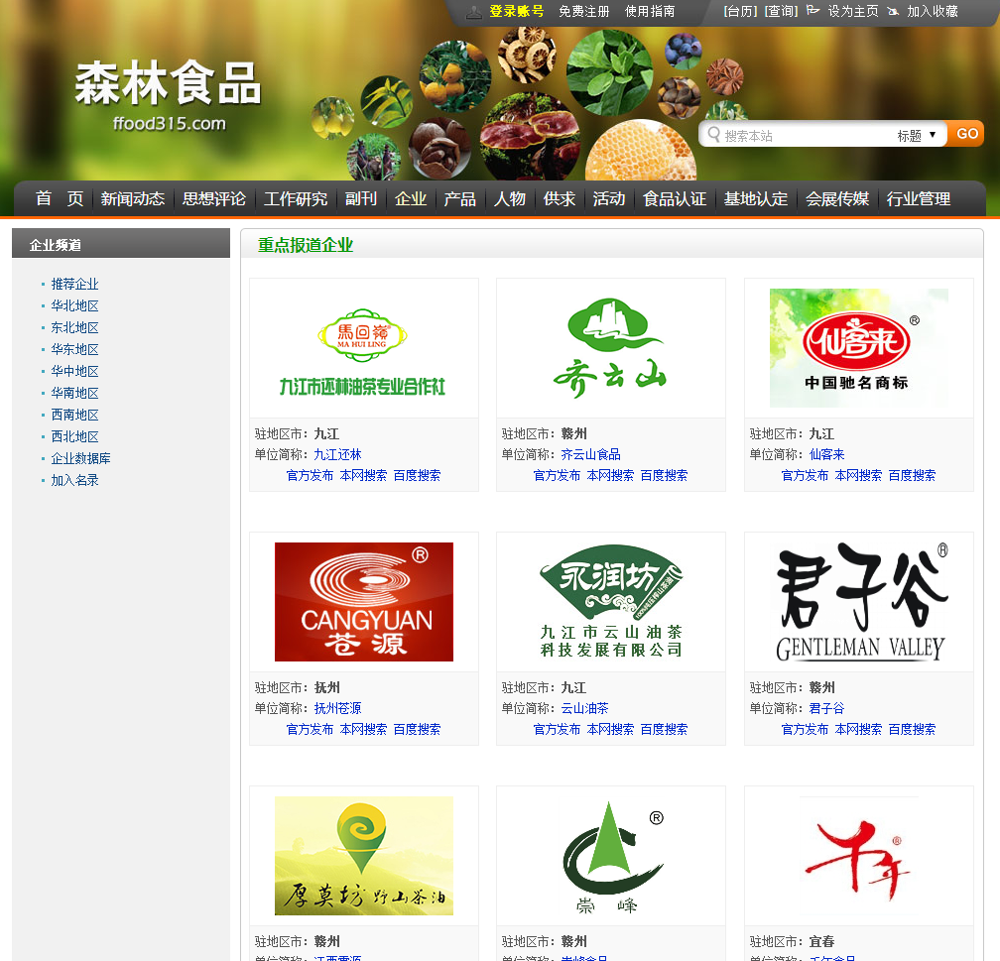 登录账号 免费注册 使用指南 [台历] [查询] 设为主页 加入收藏
森林食品
ffood315.com
搜索本站 标题 ▼ GO
首 页 新闻动态 思想评论 工作研究 副刊 企业 产品 人物 供求 活动 食品认证 基地认定 会展传媒 行业管理
企业频道
推荐企业
华北地区
东北地区
华东地区
华中地区
华南地区
西南地区
西北地区
企业数据库
加入名录
重点报道企业
馬回嶺
MA HUI LING
九江市还林油茶专业合作社
齐云山
仙客来 ®
中国驰名商标
驻地区市：九江
单位简称：九江还林
官方发布 本网搜索 百度搜索
驻地区市：赣州
单位简称：齐云山食品
官方发布 本网搜索 百度搜索
驻地区市：九江
单位简称：仙客来
官方发布 本网搜索 百度搜索
®
CANGYUAN
苍源
永润坊
九江市云山油茶
科技发展有限公司
君子谷 ®
GENTLEMAN VALLEY
驻地区市：抚州
单位简称：抚州苍源
官方发布 本网搜索 百度搜索
驻地区市：九江
单位简称：云山油茶
官方发布 本网搜索 百度搜索
驻地区市：赣州
单位简称：君子谷
官方发布 本网搜索 百度搜索
厚莫坊 野山茶油
®
崇 峰
千年 ®
驻地区市：赣州
单位简称：
驻地区市：赣州
单位简称：崇峰食品
驻地区市：宜春
单位简称：千年食品